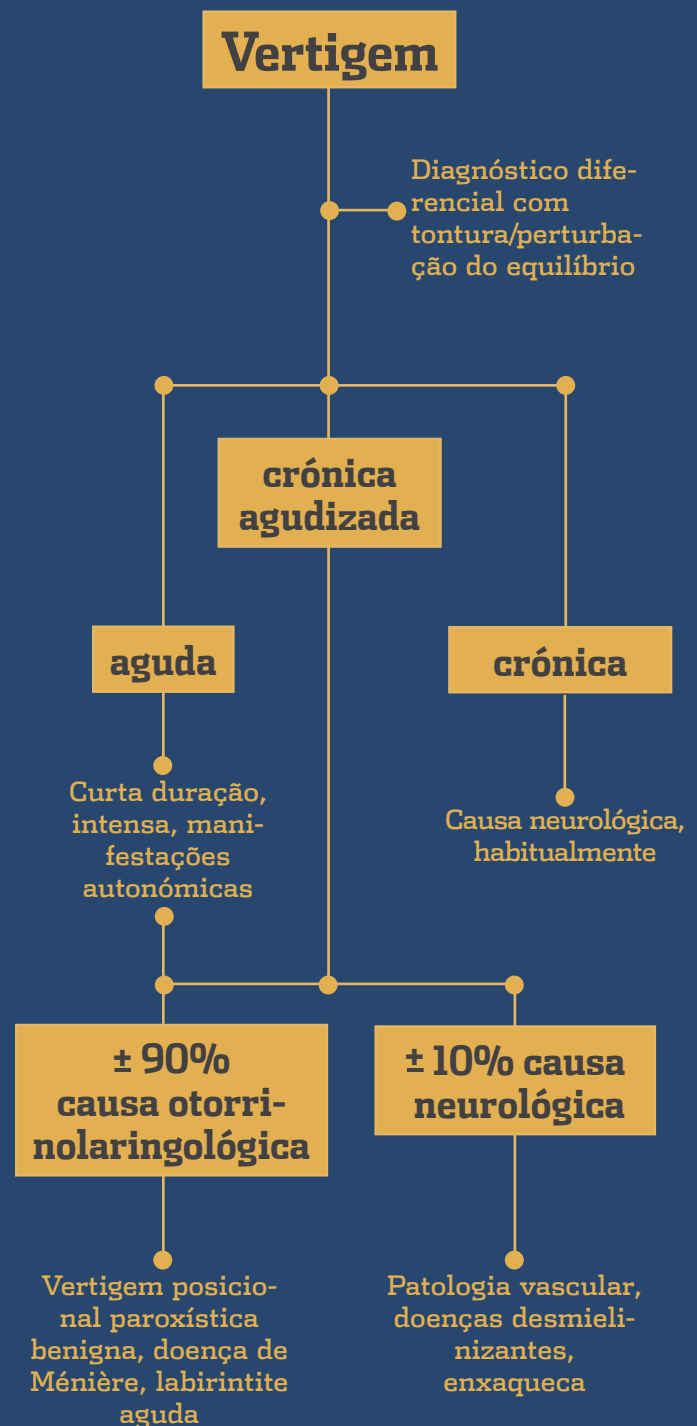 Vertigem
Diagnóstico dife-
rencial com
tontura/perturba-
ção do equilíbrio
crónica
agudizada
aguda
crónica
Curta duração,
intensa, mani-
festações
autonómicas
Causa neurológica,
habitualmente
± 90%
causa otorri-
nolaringológica
± 10% causa
neurológica
Vertigem posicio-
nal paroxística
benigna, doença de
Ménière, labirintite
aguda
Patologia vascular,
doenças desmieli-
nizantes,
enxaqueca